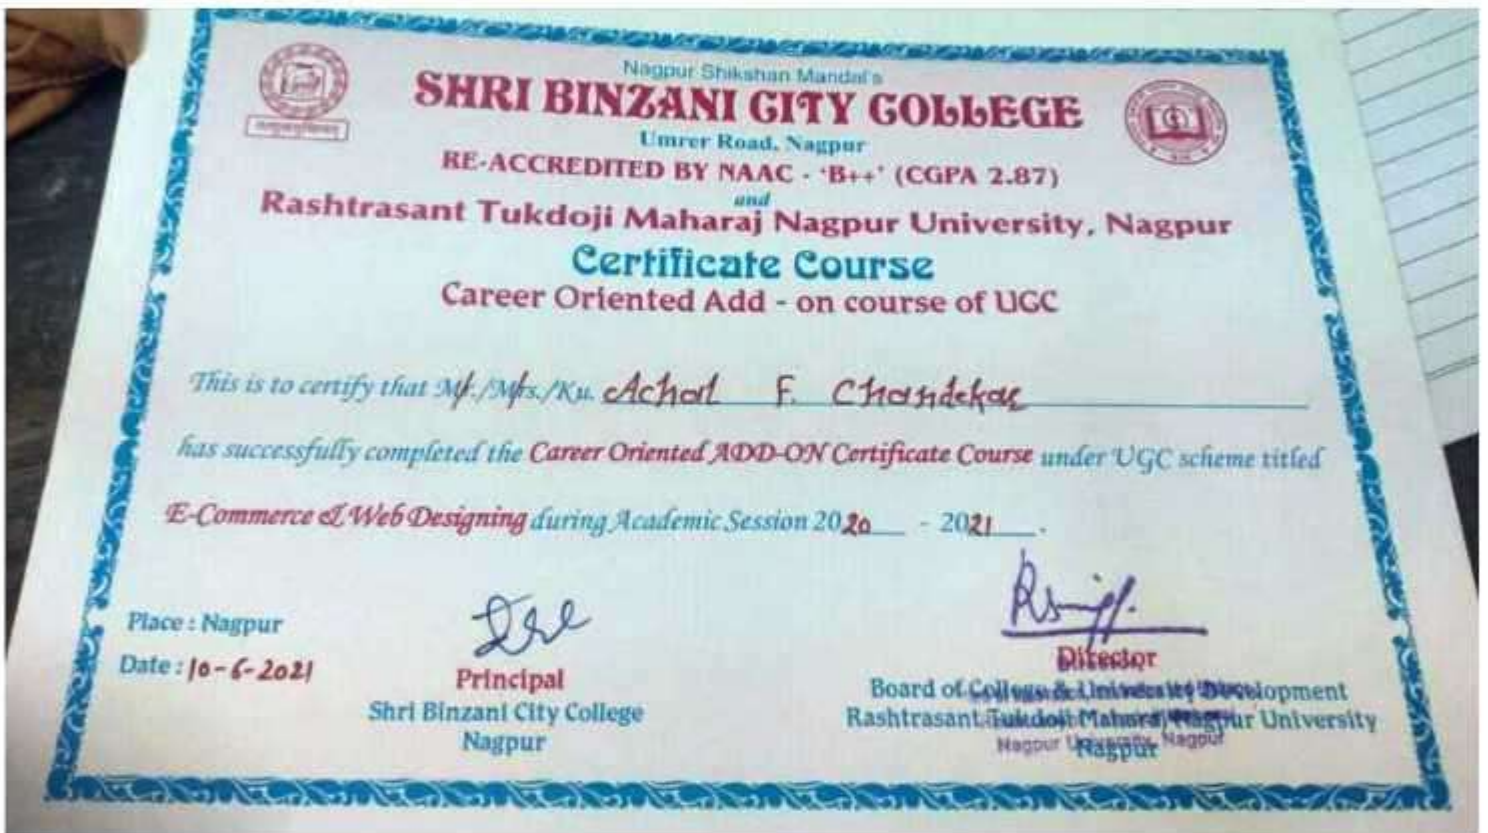 Nagpur Shikshan Mandal's
SHRI BINZANI CITY COLLEGE
Umrer Road, Nagpur
RE-ACCREDITED BY NAAC - 'B++' (CGPA 2.87)
and
Rashtrasant Tukdoji Maharaj Nagpur University, Nagpur
Certificate Course
Career Oriented Add - on course of UGC
This is to certify that Mr./Mrs./Ku. Achal F. Chandekar
has successfully completed the Career Oriented ADD-ON Certificate Course under UGC scheme titled
E-Commerce & Web Designing during Academic Session 2020 - 2021.
Place : Nagpur
Date : 10-6-2021
Principal
Shri Binzani City College
Nagpur
Director
Board of College & University Development
Rashtrasant Tukdoji Maharaj Nagpur University
Nagpur
Nagpur University, Nagpur